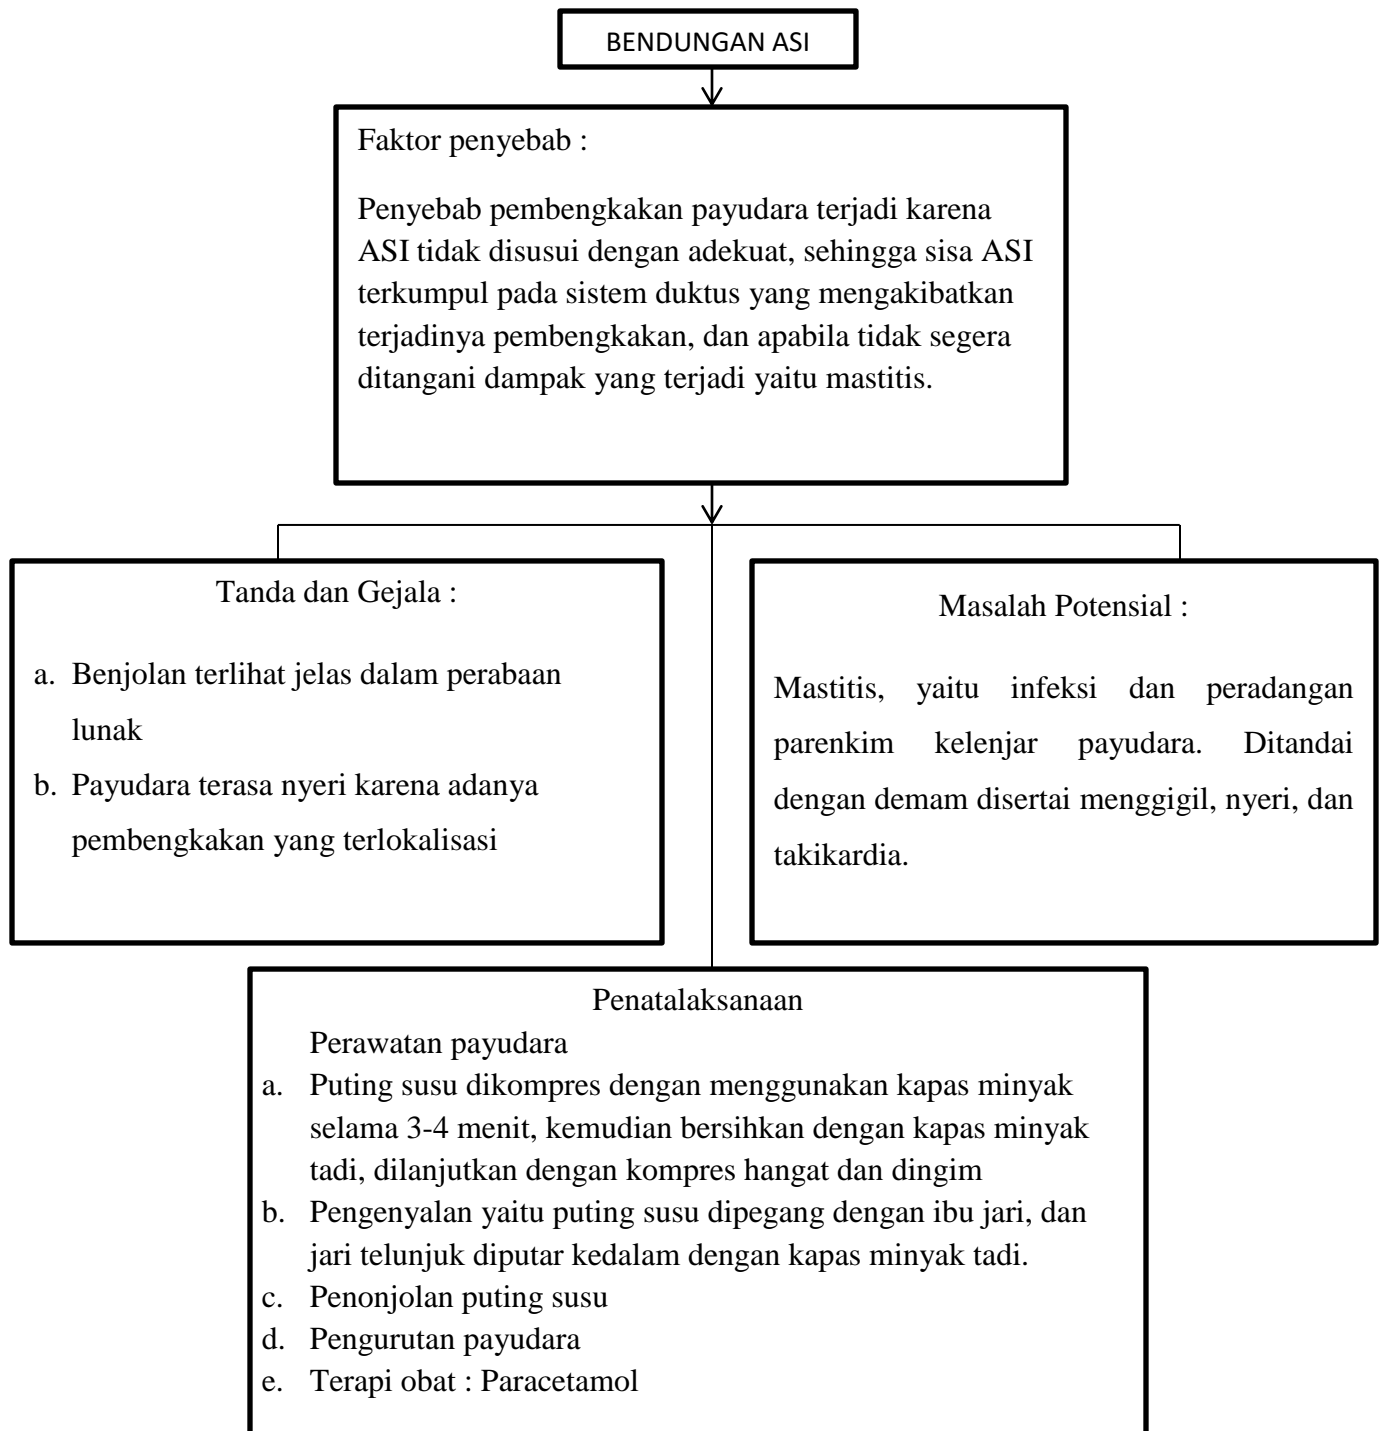 BENDUNGAN ASI
Faktor penyebab :
Penyebab pembengkakan payudara terjadi karena
ASI tidak disusui dengan adekuat, sehingga sisa ASI
terkumpul pada sistem duktus yang mengakibatkan
terjadinya pembengkakan, dan apabila tidak segera
ditangani dampak yang terjadi yaitu mastitis.
Tanda dan Gejala :
a. Benjolan terlihat jelas dalam perabaan
lunak
b. Payudara terasa nyeri karena adanya
pembengkakan yang terlokalisasi
Masalah Potensial :
Mastitis, yaitu infeksi dan peradangan
parenkim kelenjar payudara. Ditandai
dengan demam disertai menggigil, nyeri, dan
takikardia.
Penatalaksanaan
Perawatan payudara
a. Puting susu dikompres dengan menggunakan kapas minyak
selama 3-4 menit, kemudian bersihkan dengan kapas minyak
tadi, dilanjutkan dengan kompres hangat dan dingim
b. Pengenyalan yaitu puting susu dipegang dengan ibu jari, dan
jari telunjuk diputar kedalam dengan kapas minyak tadi.
c. Penonjolan puting susu
d. Pengurutan payudara
e. Terapi obat : Paracetamol